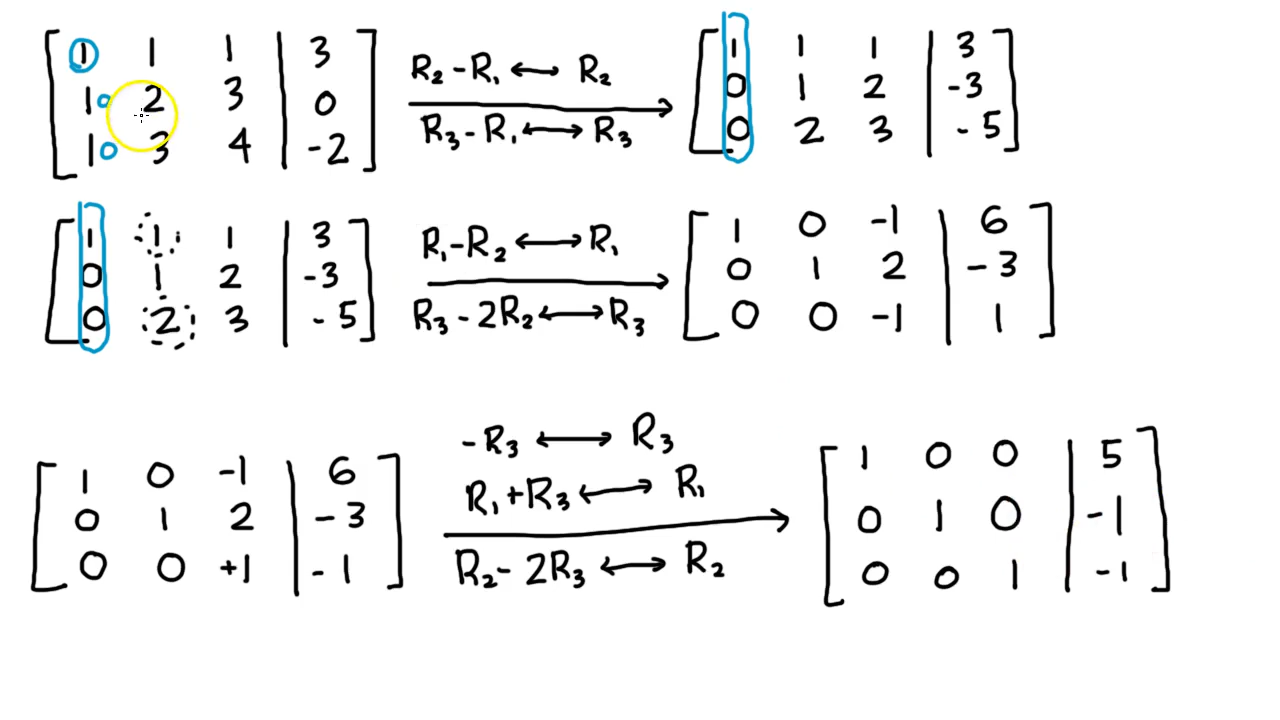 [ 1 1 1 | 3 ] R₂ - R₁ ⟷ R₂ [ 1 1 1 | 3 ]
[ 1 0 2 3 | 0 ] [ 0 1 2 | -3 ]
[ 1 0 3 4 | -2 ] R₃ - R₁ ⟷ R₃ [ 0 2 3 | -5 ]
[ 1 1 1 | 3 ] R₁ - R₂ ⟷ R₁ [ 1 0 -1 | 6 ]
[ 0 1 2 | -3 ] [ 0 1 2 | -3 ]
[ 0 2 3 | -5 ] R₃ - 2R₂ ⟷ R₃ [ 0 0 -1 | 1 ]
-R₃ ⟷ R₃
[ 1 0 -1 | 6 ] R₁ + R₃ ⟷ R₁ [ 1 0 0 | 5 ]
[ 0 1 2 | -3 ] [ 0 1 0 | -1 ]
[ 0 0 +1 | -1 ] R₂ - 2R₃ ⟷ R₂ [ 0 0 1 | -1 ]